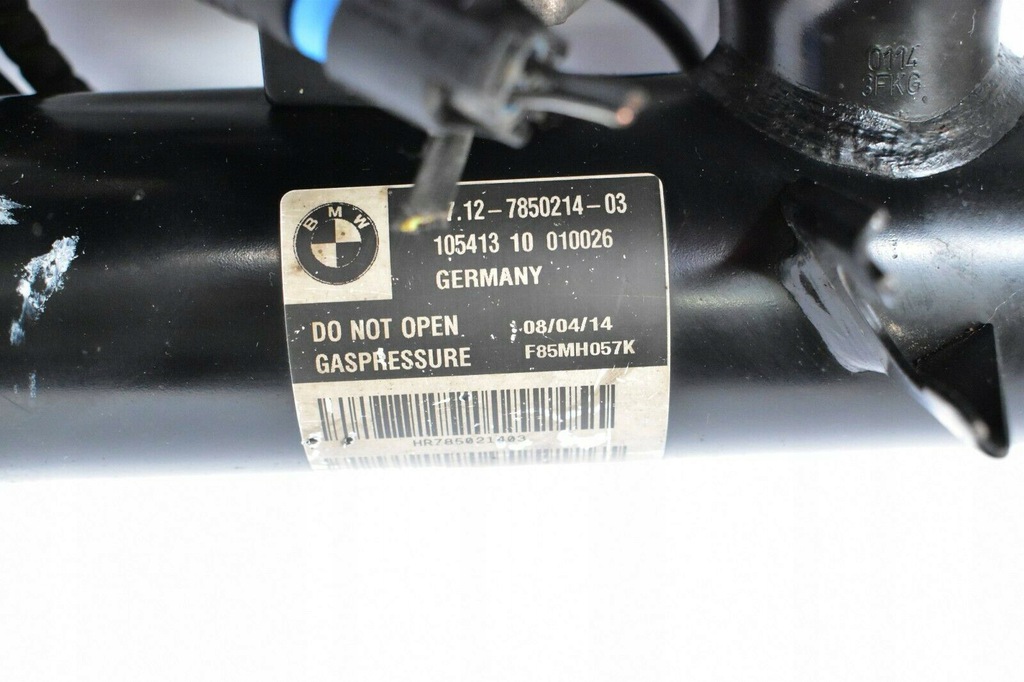 0114
SFKG
BMW
7.12-7850214-03
105413 10 010026
GERMANY
DO NOT OPEN 08/04/14
GASPRESSURE F85MH057K
HR785021403